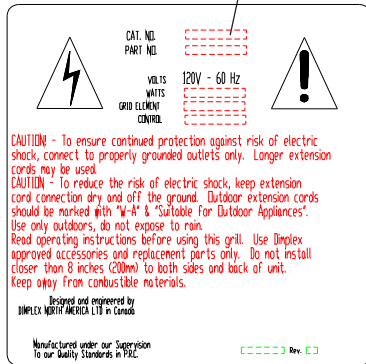 CAT. NO.
PART NO.
VOLTS 120V - 60 Hz
WATTS
GRID ELEMENT
CONTROL
CAUTION! - To ensure continued protection against risk of electric
shock, connect to properly grounded outlets only. Longer extension
cords may be used.
CAUTION - To reduce the risk of electric shock, keep extension
cord connection dry and off the ground. Outdoor extension cords
should be marked with "W-A" & "Suitable for Outdoor Appliances".
Use only outdoors, do not expose to rain.
Read operating instructions before using this grill. Use Dimplex
approved accessories and replacement parts only. Do not install
closer than 8 inches (200mm) to both sides and back of unit.
Keep away from combustible materials.
Designed and engineered by
DIMPLEX NORTH AMERICA LTD in Canada
Manufactured under our Supervision
To our Quality Standards in P.R.C.
Rev.